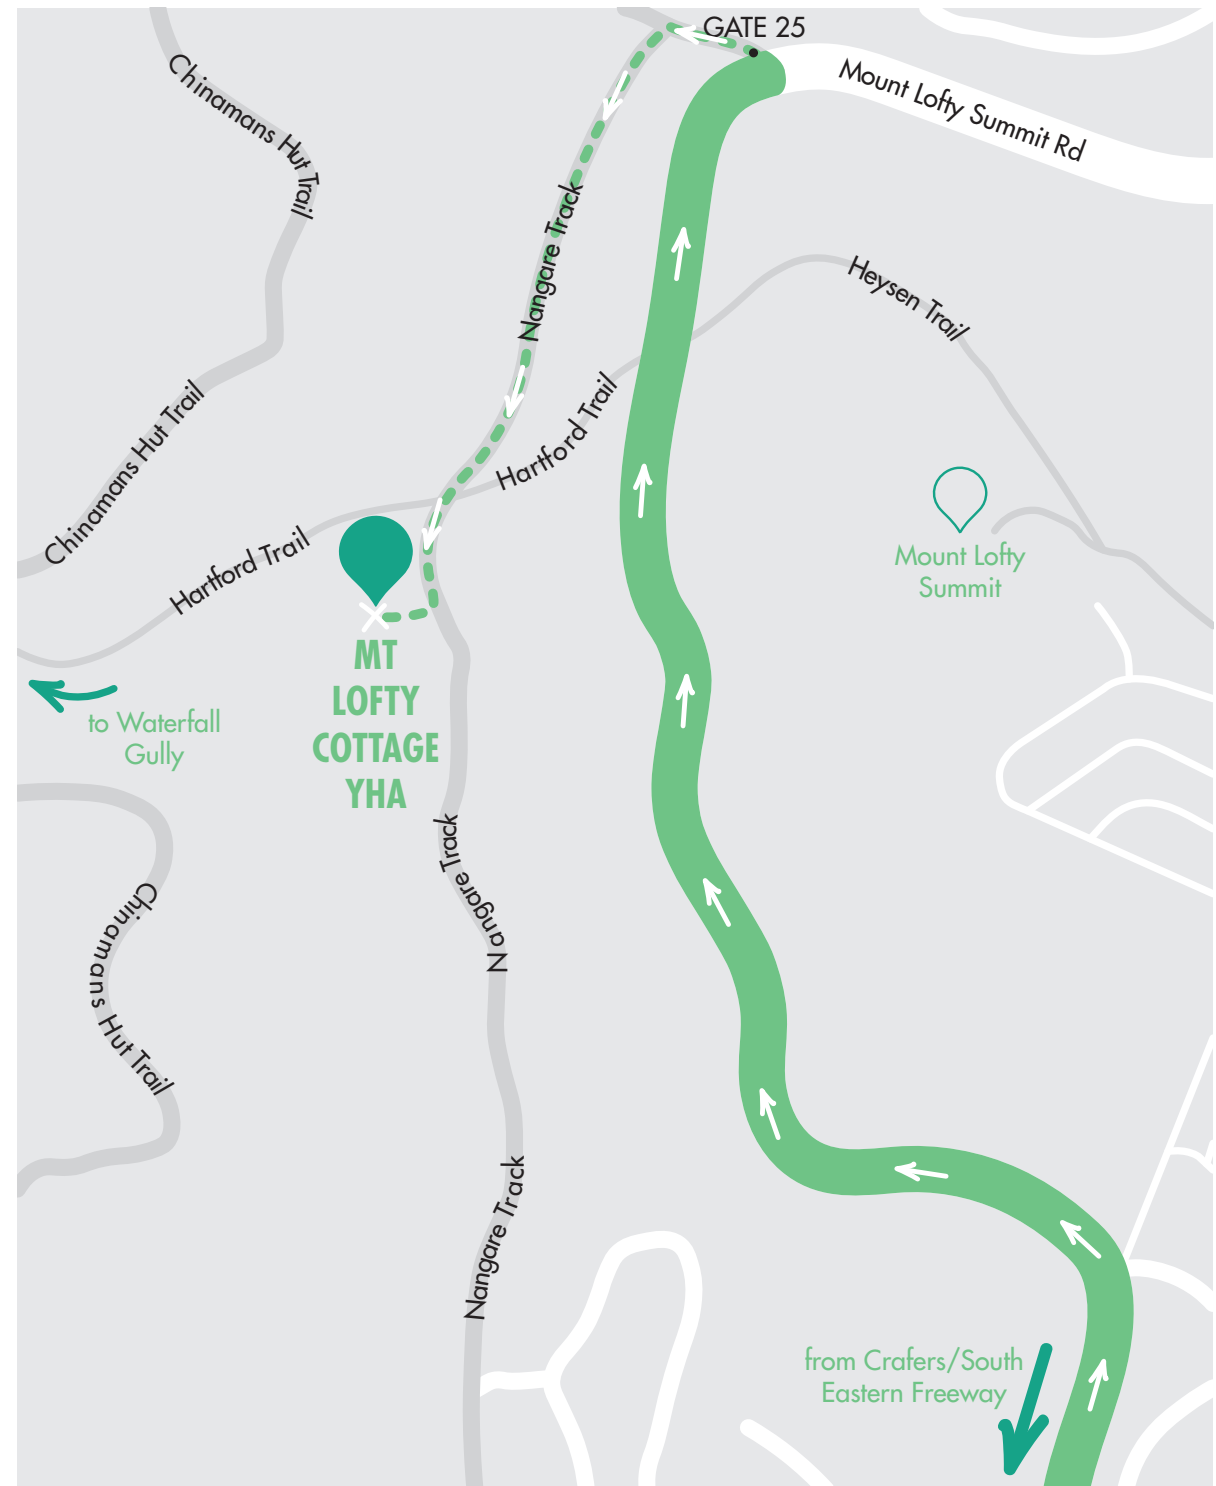 GATE 25
Mount Lofty Summit Rd
Chinamans Hut Trail
Nangare Track
Heysen Trail
Chinamans Hut Trail
Hartford Trail
Hartford Trail
Mount Lofty
Summit
MT
LOFTY
COTTAGE
YHA
to Waterfall
Gully
Nangare Track
Chinamans Hut Trail
Nangare Track
from Crafers/South
Eastern Freeway